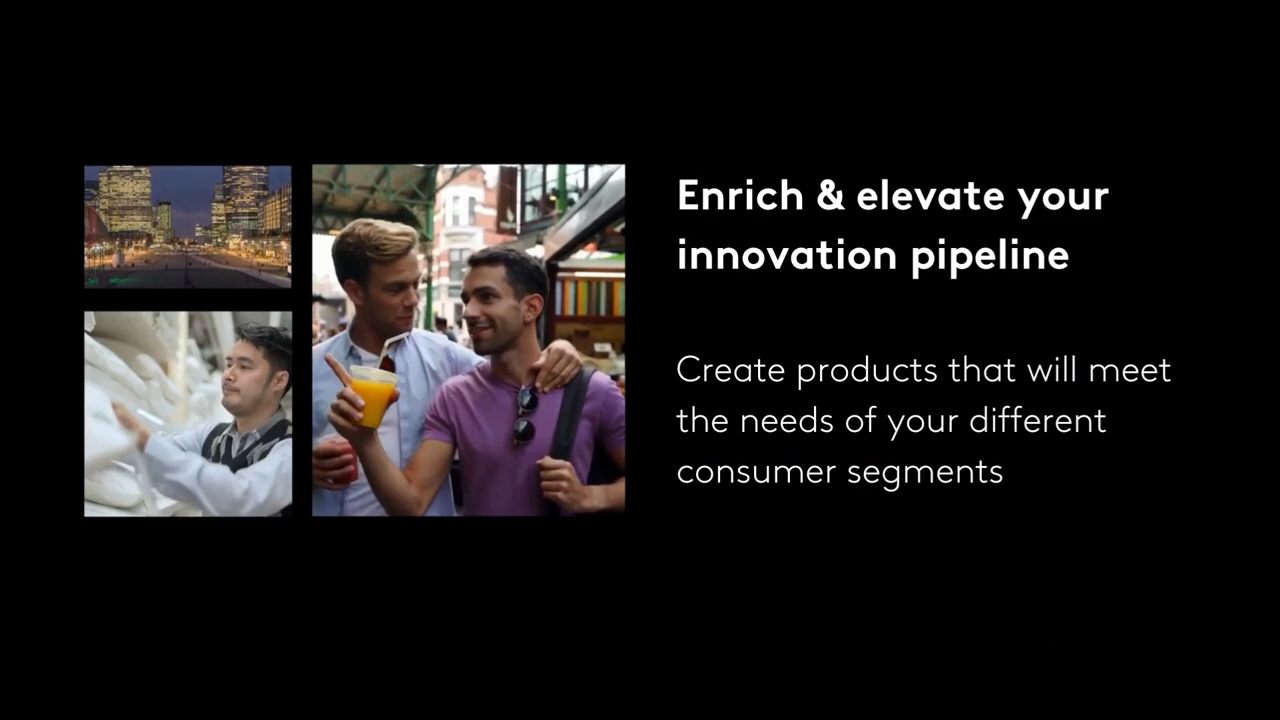 Enrich & elevate your
innovation pipeline
Create products that will meet
the needs of your different
consumer segments